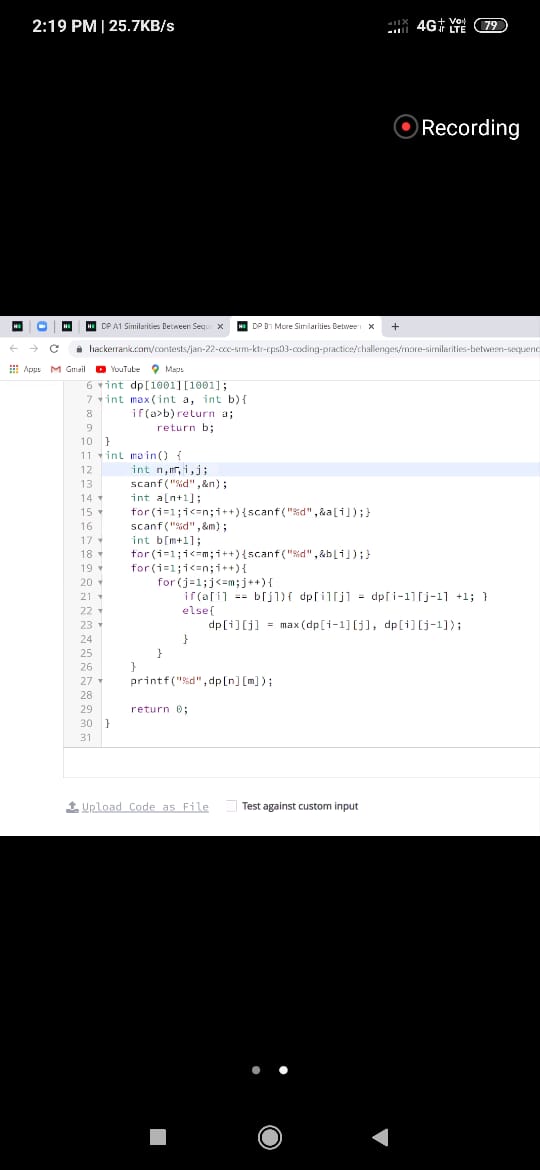 2:19 PM | 25.7KB/s
4G+ Vo) LTE 79
Recording
DP A1 Similarities Between Sequ x DP B1 More Similarities Between x +
hackerrank.com/contests/jan-22-ccc-srm-ktr-cps03-coding-practice/challenges/more-similarities-between-sequenc
Apps Gmail YouTube Maps
6 int dp[1001][1001];
7 int max(int a, int b){
8 if(a>b)return a;
9 return b;
10 }
11 int main() {
12 int n,m,i,j;
13 scanf("%d",&n);
14 int a[n+1];
15 for(i=1;i<=n;i++){scanf("%d",&a[i]);}
16 scanf("%d",&m);
17 int b[m+1];
18 for(i=1;i<=m;i++){scanf("%d",&b[i]);}
19 for(i=1;i<=n;i++){
20 for(j=1;j<=m;j++){
21 if(a[i] == b[j]){ dp[i][j] = dp[i-1][j-1] +1; }
22 else{
23 dp[i][j] = max(dp[i-1][j], dp[i][j-1]);
24 }
25 }
26 }
27 printf("%d",dp[n][m]);
28
29 return 0;
30 }
31
Upload Code as File Test against custom input